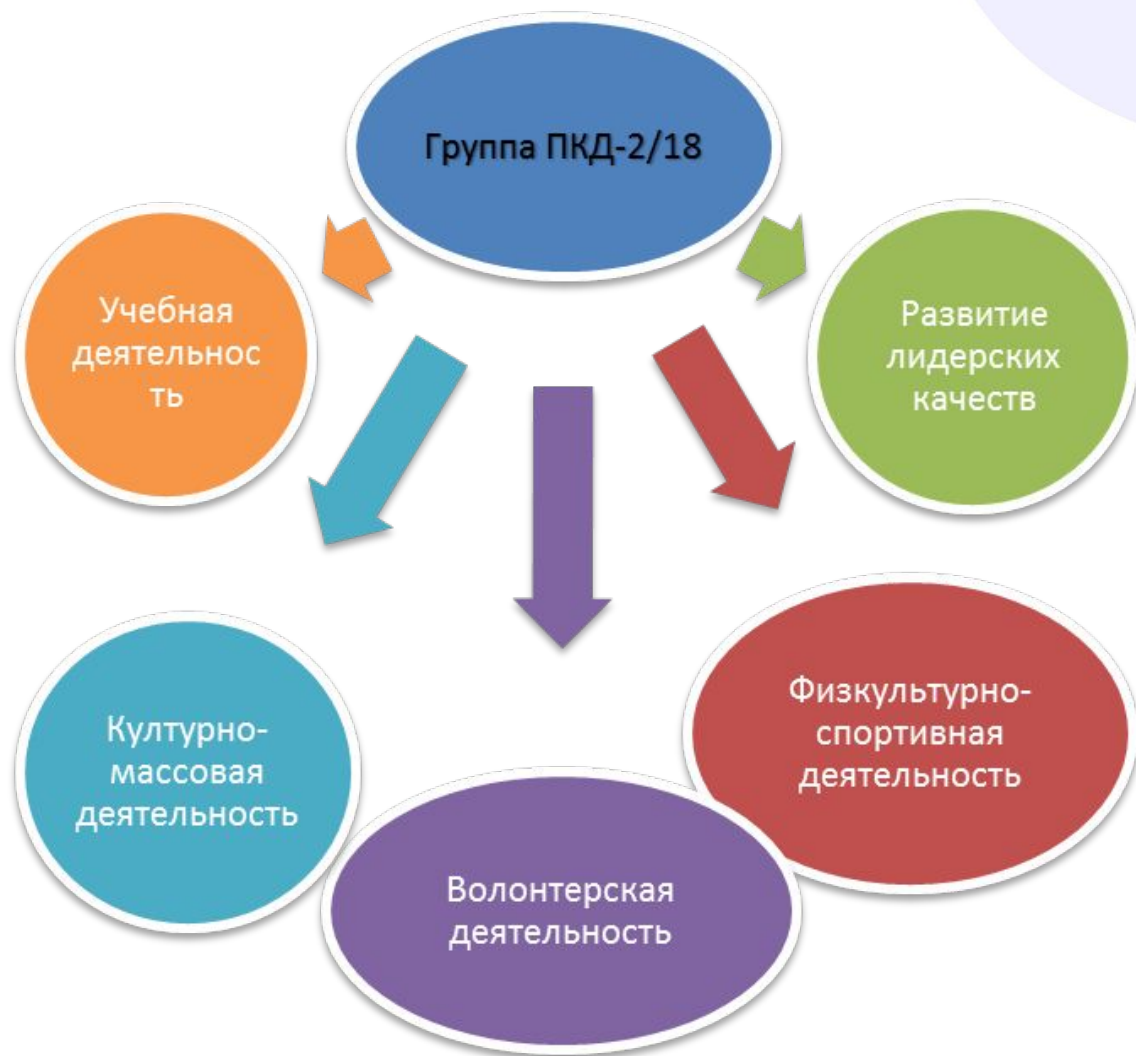 Группа ПКД-2/18
Учебная
деятельнос
ть
Развитие
лидерских
качеств
Културно-
массовая
деятельность
Физкультурно-
спортивная
деятельность
Волонтерская
деятельность